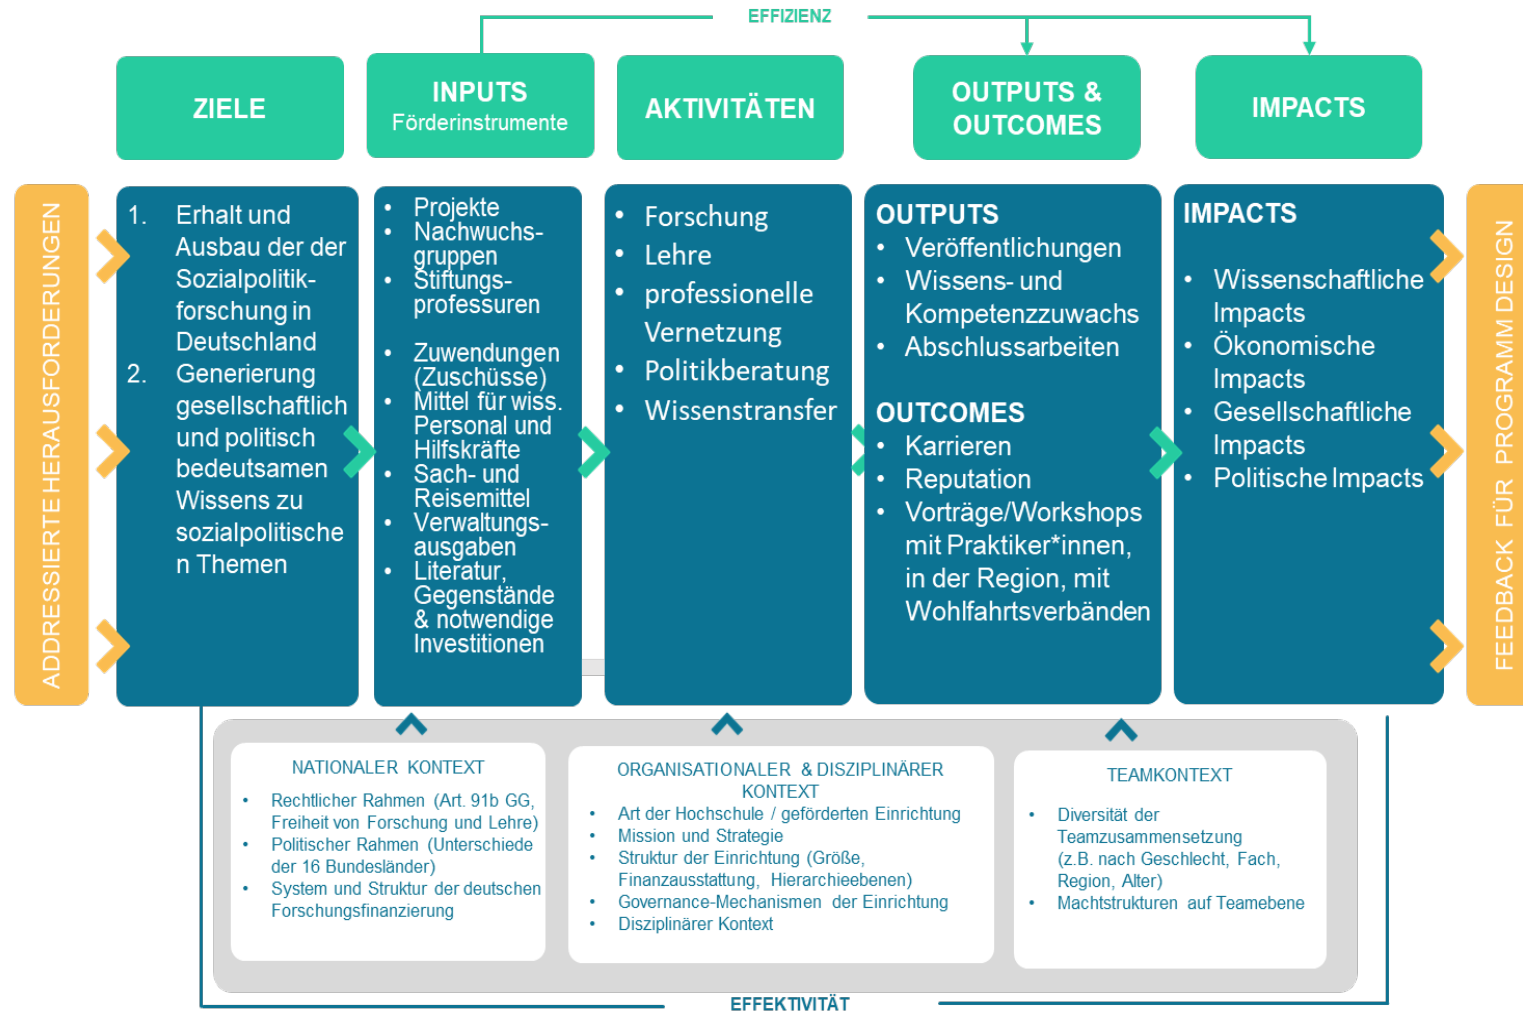 EFFIZIENZ
ZIELE
INPUTS
Förderinstrumente
AKTIVITÄTEN
OUTPUTS &
OUTCOMES
IMPACTS
ADDRESSIERTE HERAUSFORDERUNGEN
1. Erhalt und
Ausbau der der
Sozialpolitik-
forschung in
Deutschland
2. Generierung
gesellschaftlich
und politisch
bedeutsamen
Wissens zu
sozialpolitische
n Themen
• Projekte
• Nachwuchs-
gruppen
• Stiftungs-
professuren
• Zuwendungen
(Zuschüsse)
• Mittel für wiss.
Personal und
Hilfskräfte
• Sach- und
Reisemittel
• Verwaltungs-
ausgaben
• Literatur,
Gegenstände
& notwendige
Investitionen
• Forschung
• Lehre
• professionelle
Vernetzung
• Politikberatung
• Wissenstransfer
OUTPUTS
• Veröffentlichungen
• Wissens- und
Kompetenzzuwachs
• Abschlussarbeiten
OUTCOMES
• Karrieren
• Reputation
• Vorträge/Workshops
mit Praktiker*innen,
in der Region, mit
Wohlfahrtsverbänden
IMPACTS
• Wissenschaftliche
Impacts
• Ökonomische
Impacts
• Gesellschaftliche
Impacts
• Politische Impacts
FEEDBACK FÜR PROGRAMM DESIGN
NATIONALER KONTEXT
• Rechtlicher Rahmen (Art. 91b GG,
Freiheit von Forschung und Lehre)
• Politischer Rahmen (Unterschiede
der 16 Bundesländer)
• System und Struktur der deutschen
Forschungsfinanzierung
ORGANISATIONALER & DISZIPLINÄRER
KONTEXT
• Art der Hochschule / geförderten Einrichtung
• Mission und Strategie
• Struktur der Einrichtung (Größe,
Finanzausstattung, Hierarchieebenen)
• Governance-Mechanismen der Einrichtung
• Disziplinärer Kontext
TEAMKONTEXT
• Diversität der
Teamzusammensetzung
(z.B. nach Geschlecht, Fach,
Region, Alter)
• Machtstrukturen auf Teamebene
EFFEKTIVITÄT